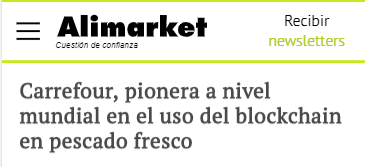 Alimarket
Cuestión de confianza
Recibir
newsletters
Carrefour, pionera a nivel
mundial en el uso del blockchain
en pescado fresco